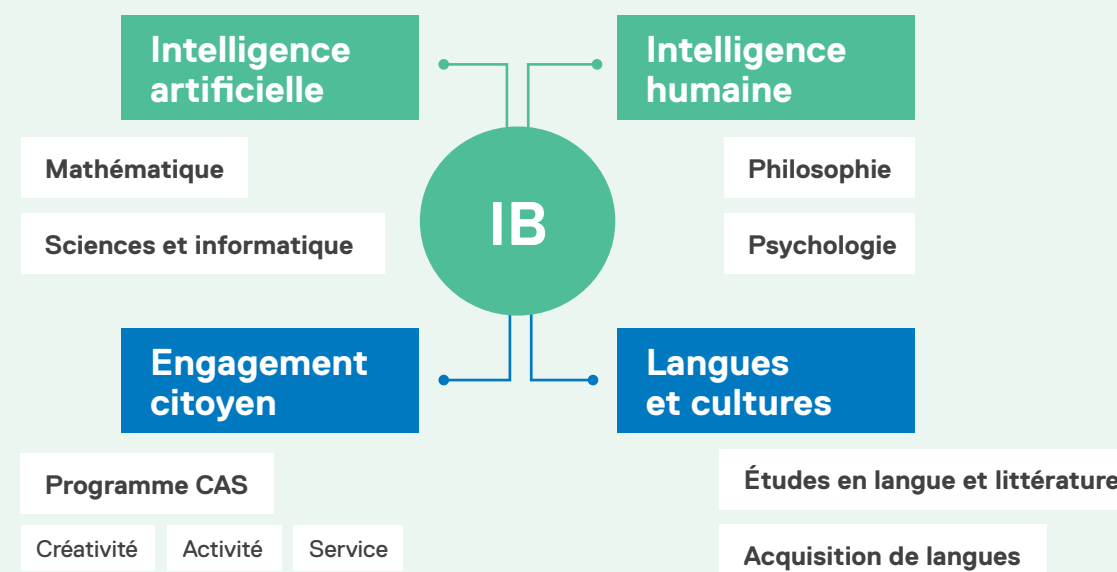 Intelligence
artificielle
Intelligence
humaine
Mathématique
Sciences et informatique
IB
Philosophie
Psychologie
Engagement
citoyen
Langues
et cultures
Programme CAS
Créativité
Activité
Service
Études en langue et littérature
Acquisition de langues